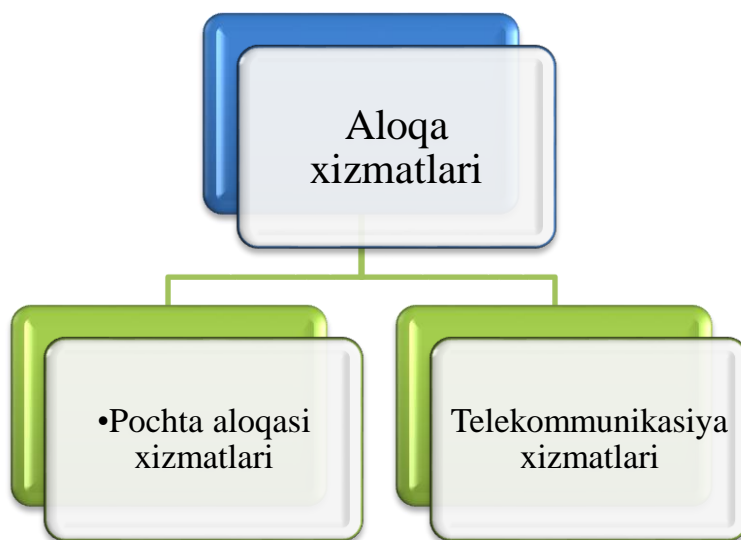 Aloqa
xizmatlari
•Pochta aloqasi
xizmatlari
Telekommunikasiya
xizmatlari